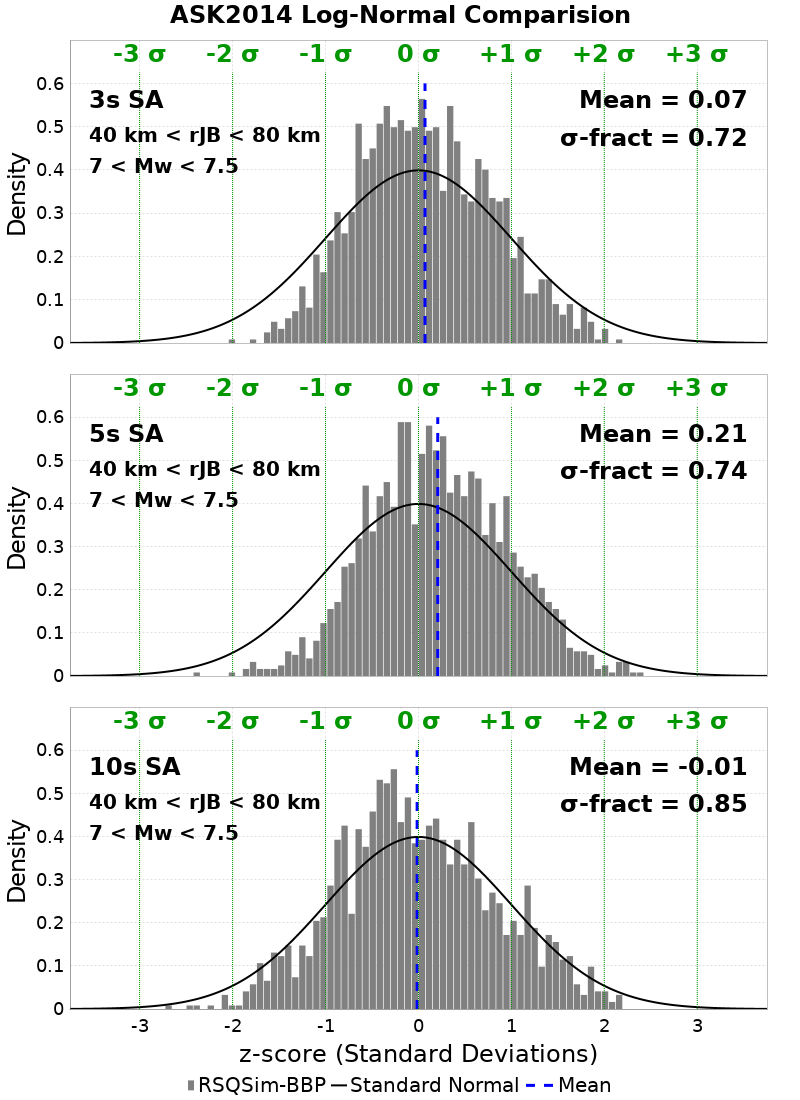 ASK2014 Log-Normal Comparision
-3 σ -2 σ -1 σ 0 σ +1 σ +2 σ +3 σ
0.6
3s SA Mean = 0.07
0.5
40 km < rJB < 80 km σ-fract = 0.72
7 < Mw < 7.5
0.4
0.3
0.2
0.1
0
Density
-3 σ -2 σ -1 σ 0 σ +1 σ +2 σ +3 σ
0.6
5s SA Mean = 0.21
0.5
40 km < rJB < 80 km σ-fract = 0.74
7 < Mw < 7.5
0.4
0.3
0.2
0.1
0
Density
-3 σ -2 σ -1 σ 0 σ +1 σ +2 σ +3 σ
0.6
10s SA Mean = -0.01
0.5
40 km < rJB < 80 km σ-fract = 0.85
7 < Mw < 7.5
0.4
0.3
0.2
0.1
0
Density
-3 -2 -1 0 1 2 3
z-score (Standard Deviations)
RSQSim-BBP Standard Normal Mean